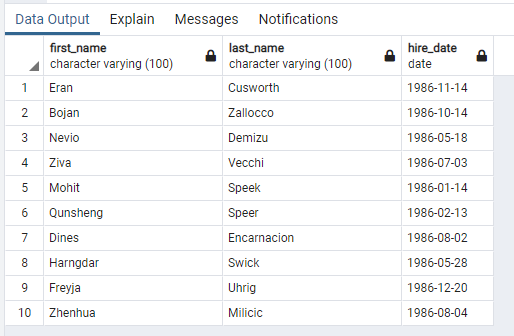 Data Output Explain Messages Notifications
first_name last_name hire_date
character varying (100) character varying (100) date
1 Eran Cusworth 1986-11-14
2 Bojan Zallocco 1986-10-14
3 Nevio Demizu 1986-05-18
4 Ziva Vecchi 1986-07-03
5 Mohit Speek 1986-01-14
6 Qunsheng Speer 1986-02-13
7 Dines Encarnacion 1986-08-02
8 Harngdar Swick 1986-05-28
9 Freyja Uhrig 1986-12-20
10 Zhenhua Milicic 1986-08-04